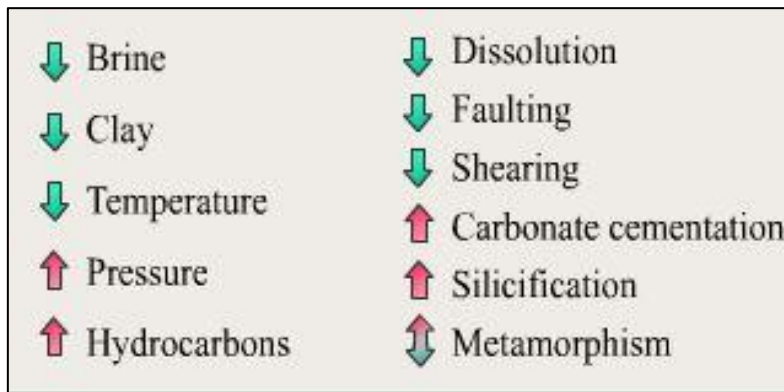 Brine
Clay
Temperature
Pressure
Hydrocarbons
Dissolution
Faulting
Shearing
Carbonate cementation
Silicification
Metamorphism